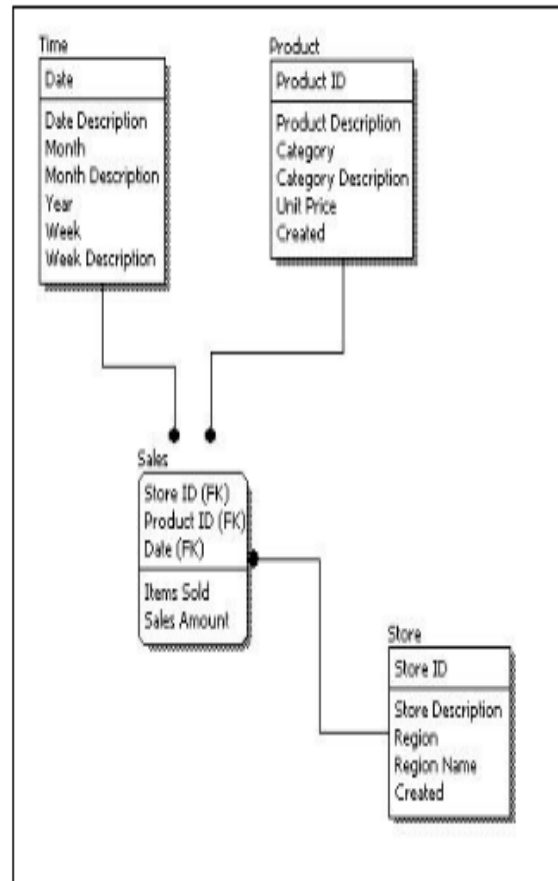 Time
Date
Date Description
Month
Month Description
Year
Week
Week Description
Product
Product ID
Product Description
Category
Category Description
Unit Price
Created
Sales
Store ID (FK)
Product ID (FK)
Date (FK)
Items Sold
Sales Amount
Store
Store ID
Store Description
Region
Region Name
Created